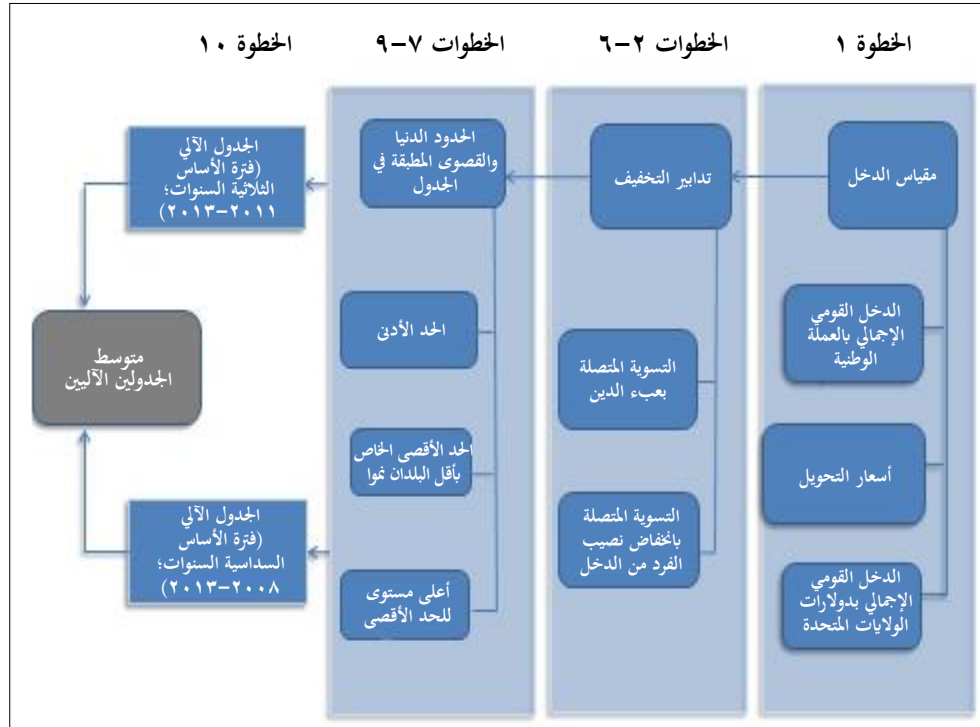 الخطوة ١
الخطوات ٢-٦
الخطوات ٧-٩
الخطوة ١٠
مقياس الدخل
الدخل القومي
الإجمالي بالعملة
الوطنية
أسعار التحويل
الدخل القومي
الإجمالي بدولارات
الولايات المتحدة
تدابير التخفيف
التسوية المتصلة
بعبء الدين
التسوية المتصلة
بانخفاض نصيب
الفرد من الدخل
الحدود الدنيا
والقصوى المطبقة في
الجدول
الحد الأدنى
الحد الأقصى الخاص
بأقل البلدان نموا
أعلى مستوى
للحد الأقصى
الجدول الآلي
(فترة الأساس
الثلاثية السنوات؛
٢٠١١-٢٠١٣)
متوسط
الجدولين الآليين
الجدول الآلي
(فترة الأساس
السداسية السنوات؛
٢٠٠٨-٢٠١٣)